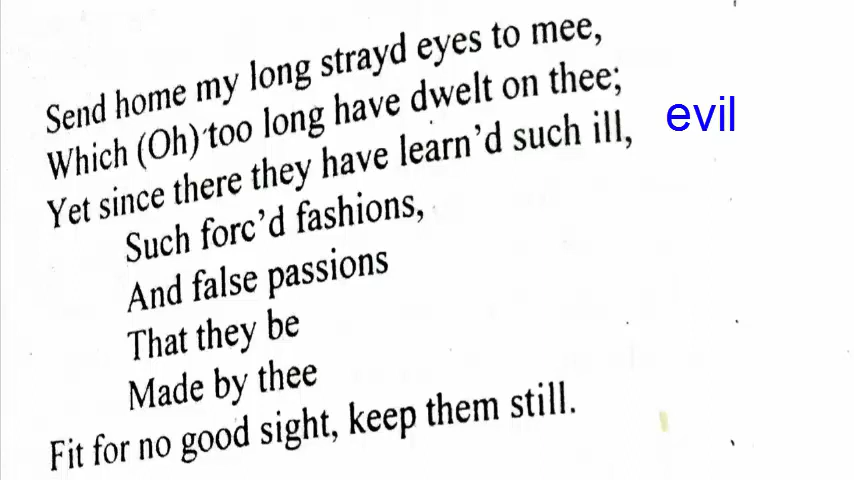 Send home my long strayd eyes to mee,
Which (Oh) too long have dwelt on thee;
Yet since there they have learn'd such ill, evil
Such forc'd fashions,
And false passions
That they be
Made by thee
Fit for no good sight, keep them still.